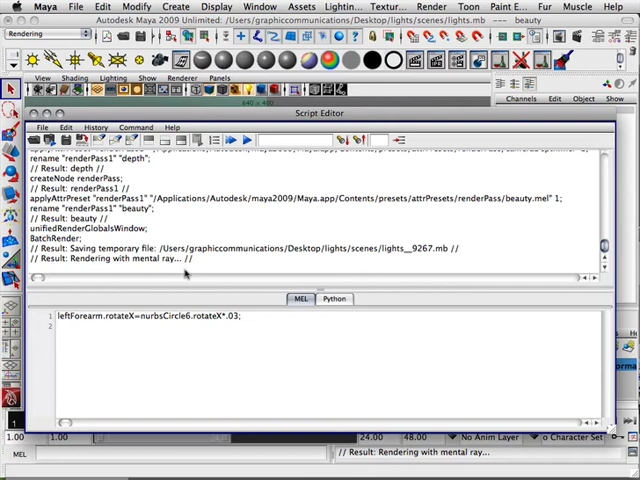 Maya File Edit Modify Create Display Window Assets Lightin... Textur... Render Toon Paint E
Autodesk Maya 2009 Unlimited: /Users/graphiccommunications/Desktop/lights/scenes/lights.mb - beauty
Rendering
View Shading Lighting Show Renderer Panels
Channels Edit Object Show
640 x 480
Script Editor
File Edit History Command Help
rename "renderPass1" "depth";
// Result: depth //
createNode renderPass;
// Result: renderPass1 //
applyAttrPreset "renderPass1" "/Applications/Autodesk/maya2009/Maya.app/Contents/presets/attrPresets/renderPass/beauty.mel" 1;
rename "renderPass1" "beauty";
// Result: beauty //
unifiedRenderGlobalsWindow;
BatchRender;
// Result: Saving temporary file: /Users/graphiccommunications/Desktop/lights/scenes/lights__9267.mb //
// Result: Rendering with mental ray... //
MEL Python
1 leftForearm.rotateX=nurbsCircle6.rotateX*.03;
2
1.00 1.00 24.00 48.00 No Anim Layer o Character Set
MEL // Result: Rendering with mental ray...